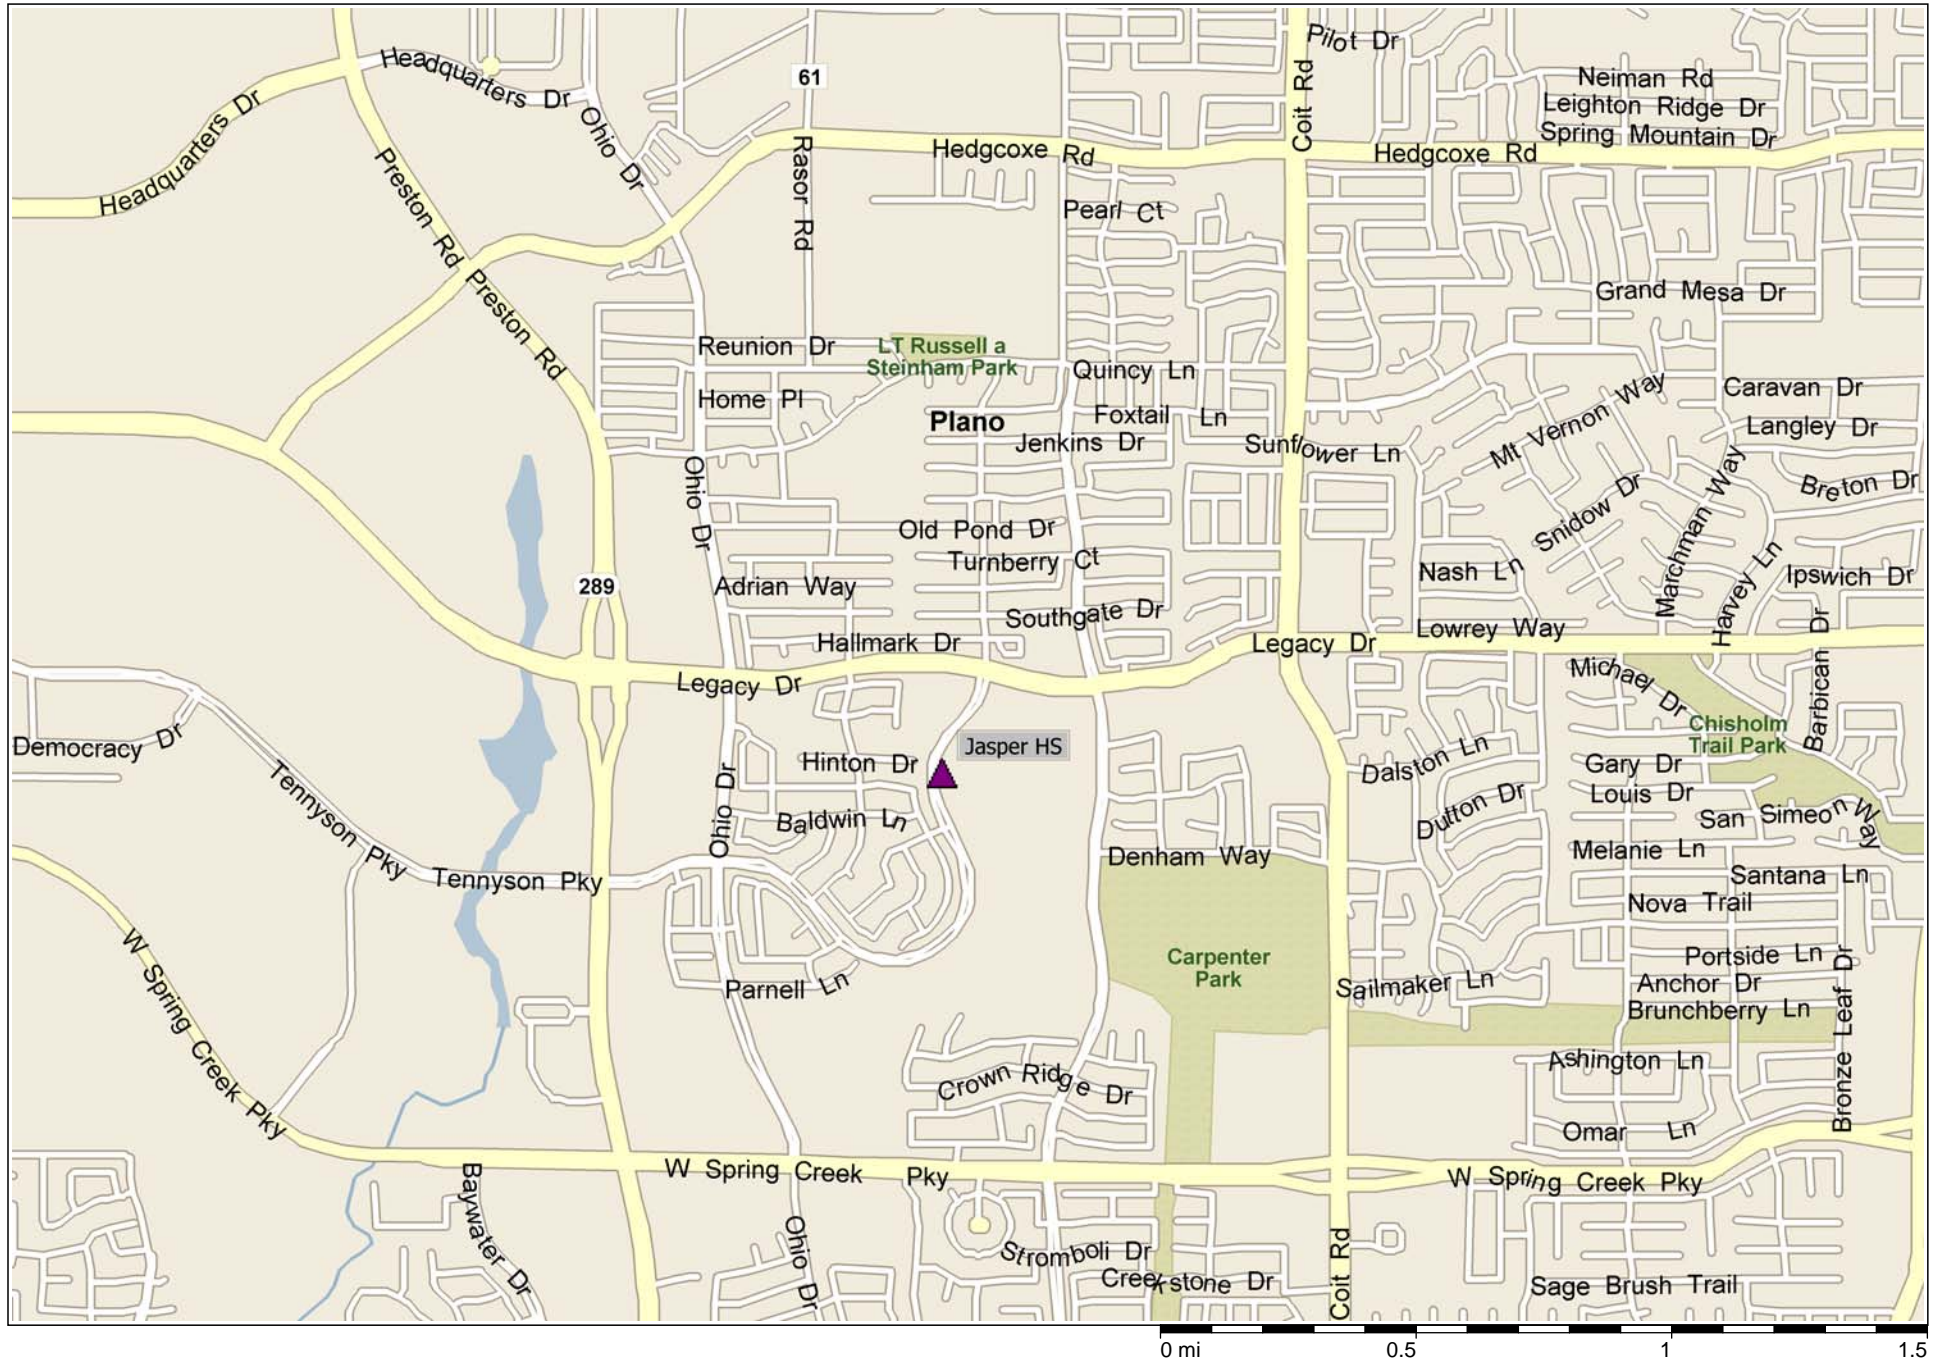 Pilot Dr
Headquarters Dr
61
Neiman Rd
Leighton Ridge Dr
Spring Mountain Dr
Headquarters Dr
Ohio Dr
Coit Rd
Preston Rd
Rasor Rd
Hedgcoxe Rd
Hedgcoxe Rd
Pearl Ct
Preston Rd
Grand Mesa Dr
Reunion Dr
LT Russell a
Steinham Park
Quincy Ln
Home Pl
Mt Vernon Way
Caravan Dr
Plano
Foxtail Ln
Langley Dr
Jenkins Dr
Sunflower Ln
Ohio Dr
Snidow Dr
Marchman Way
Breton Dr
Old Pond Dr
Turnberry Ct
Nash Ln
Harvey Ln
Ipswich Dr
289
Adrian Way
Southgate Dr
Lowrey Way
Hallmark Dr
Legacy Dr
Legacy Dr
Michael Dr
Barbican Dr
Chisholm
Trail Park
Democracy Dr
Jasper HS
Hinton Dr
Dalston Ln
Gary Dr
Tennyson Pky
Ohio Dr
Baldwin Ln
Dutton Dr
Louis Dr
San Simeon Way
Denham Way
Melanie Ln
Tennyson Pky
Santana Ln
Nova Trail
W Spring Creek Pky
Carpenter
Park
Portside Ln
Parnell Ln
Sailmaker Ln
Anchor Dr
Brunchberry Ln
Bronze Leaf Dr
Crown Ridge Dr
Ashington Ln
Omar Ln
W Spring Creek Pky
W Spring Creek Pky
Baywater Dr
Ohio Dr
Stromboli Dr
Creekstone Dr
Coit Rd
Sage Brush Trail
0 mi 0.5 1 1.5